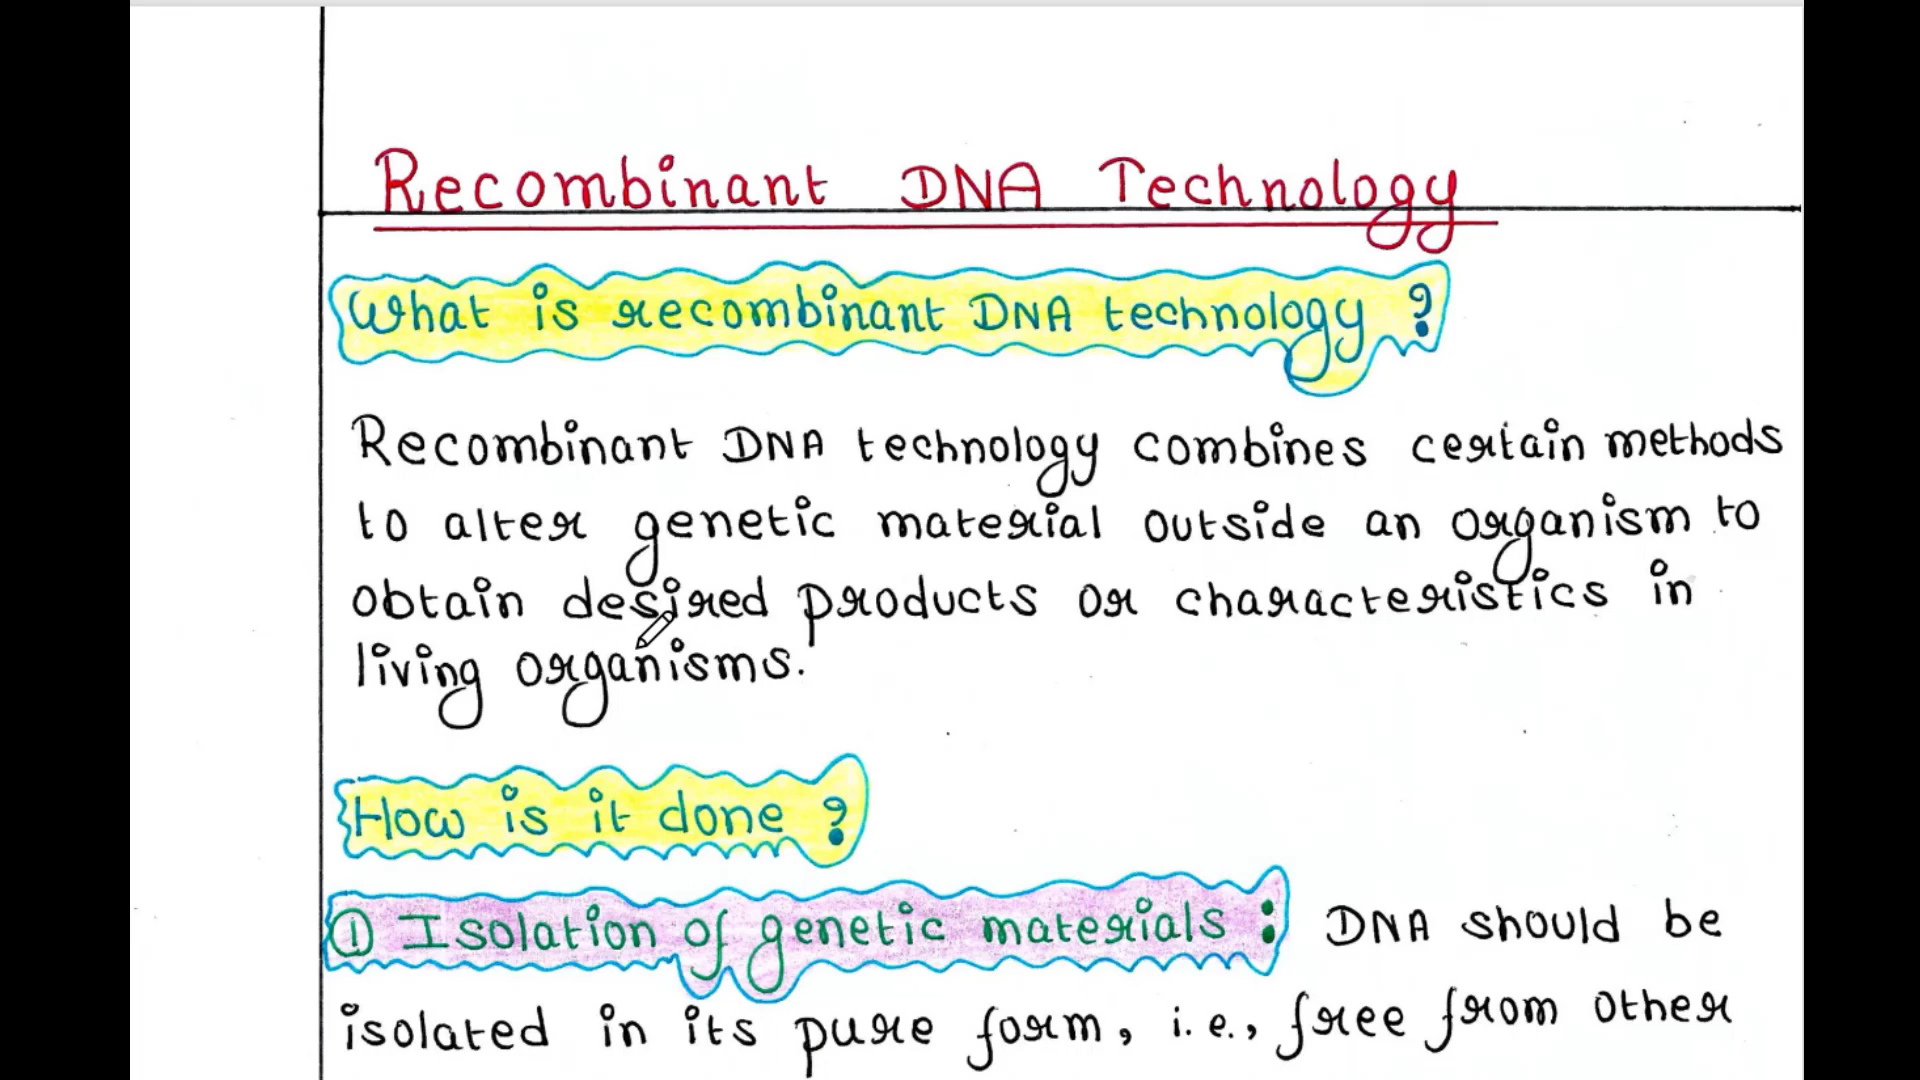 Recombinant DNA Technology
What is recombinant DNA technology ?
Recombinant DNA technology combines certain methods
to alter genetic material outside an organism to
obtain desired products or characteristics in
living organisms.
How is it done ?
① Isolation of genetic materials : DNA should be
isolated in its pure form, i.e., free from other